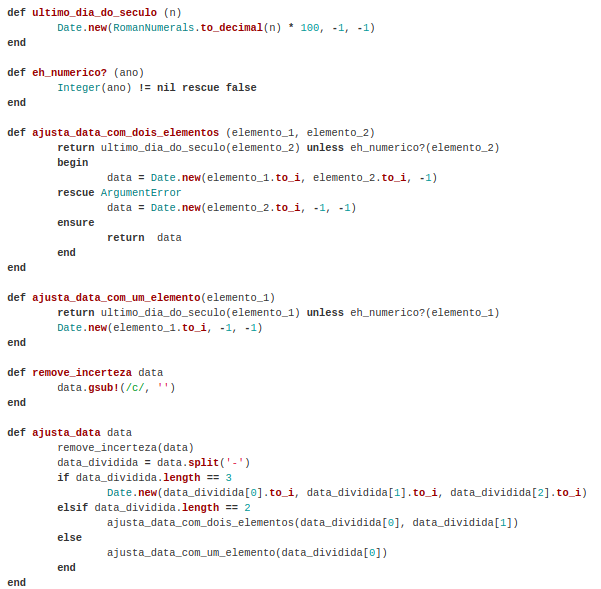 def ultimo_dia_do_seculo (n)
        Date.new(RomanNumerals.to_decimal(n) * 100, -1, -1)
end

def eh_numerico? (ano)
        Integer(ano) != nil rescue false
end

def ajusta_data_com_dois_elementos (elemento_1, elemento_2)
        return ultimo_dia_do_seculo(elemento_2) unless eh_numerico?(elemento_2)
        begin
                data = Date.new(elemento_1.to_i, elemento_2.to_i, -1)
        rescue ArgumentError
                data = Date.new(elemento_2.to_i, -1, -1)
        ensure
                return  data
        end
end

def ajusta_data_com_um_elemento(elemento_1)
        return ultimo_dia_do_seculo(elemento_1) unless eh_numerico?(elemento_1)
        Date.new(elemento_1.to_i, -1, -1)
end

def remove_incerteza data
        data.gsub!(/c/, '')
end

def ajusta_data data
        remove_incerteza(data)
        data_dividida = data.split('-')
        if data_dividida.length == 3
                Date.new(data_dividida[0].to_i, data_dividida[1].to_i, data_dividida[2].to_i)
        elsif data_dividida.length == 2
                ajusta_data_com_dois_elementos(data_dividida[0], data_dividida[1])
        else
                ajusta_data_com_um_elemento(data_dividida[0])
        end
end